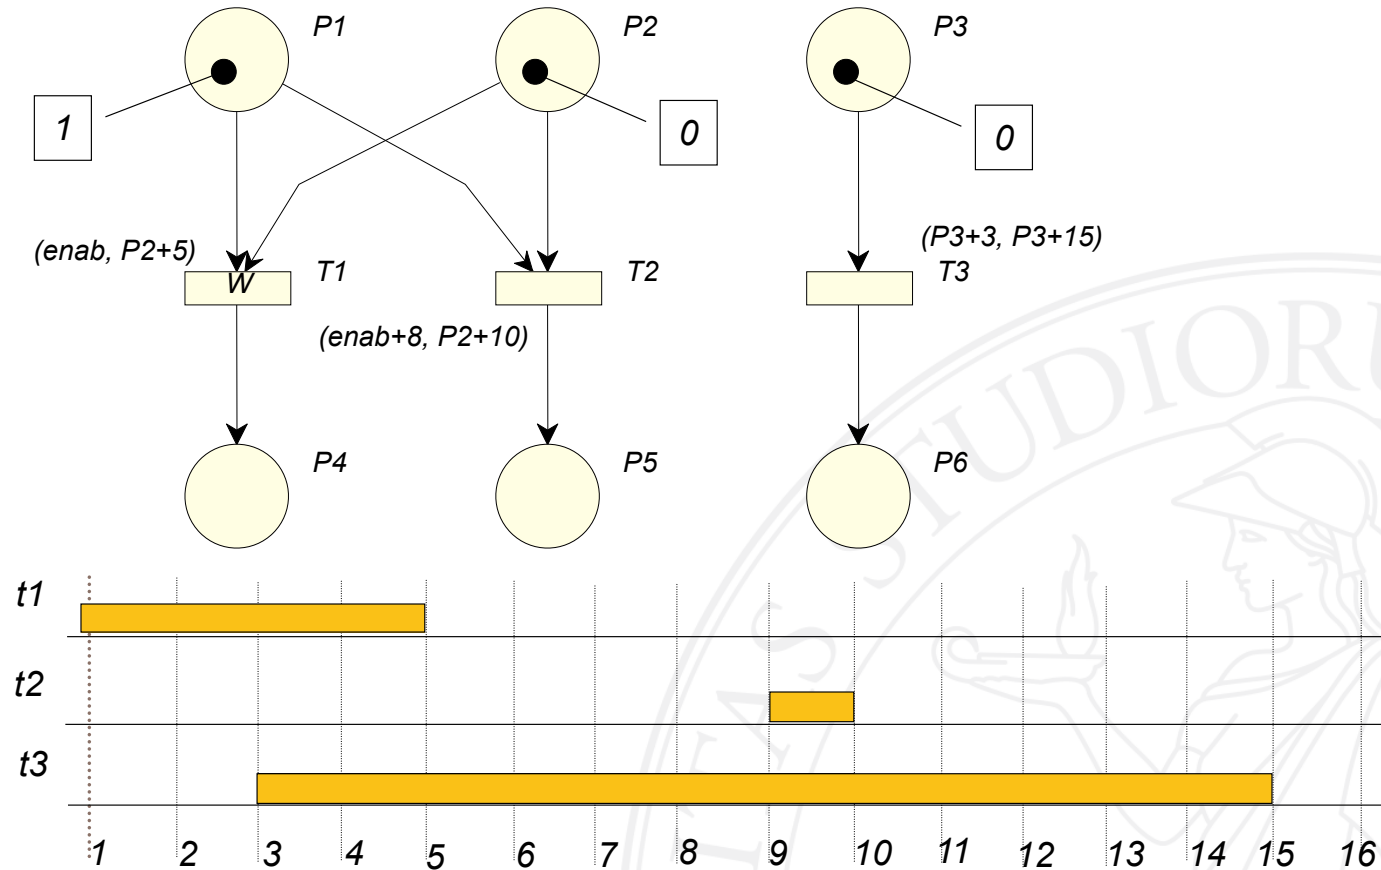 P1
P2
P3
1
0
0
(enab, P2+5)
(P3+3, P3+15)
W
T1
T2
T3
(enab+8, P2+10)
P4
P5
P6
t1
t2
t3
1 2 3 4 5 6 7 8 9 10 11 12 13 14 15 16
TAS STUDIORU